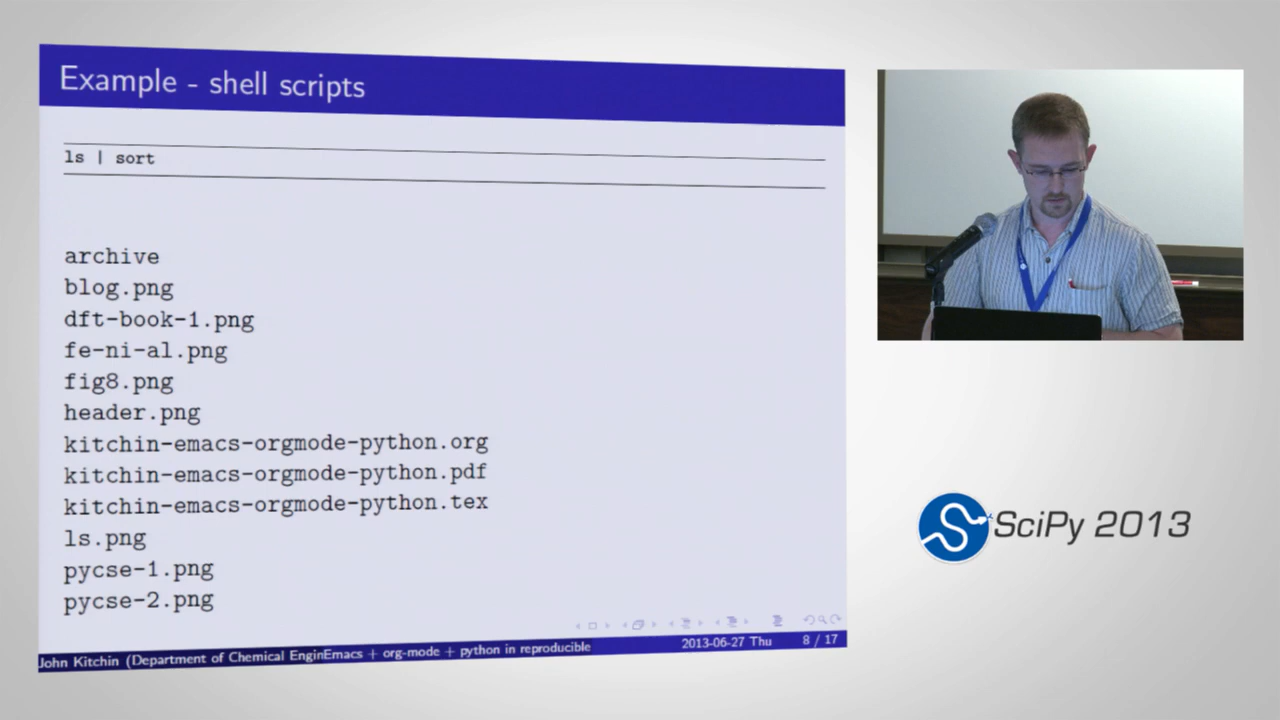 Example - shell scripts
ls | sort
archive
blog.png
dft-book-1.png
fe-ni-al.png
fig8.png
header.png
kitchin-emacs-orgmode-python.org
kitchin-emacs-orgmode-python.pdf
kitchin-emacs-orgmode-python.tex
ls.png
pycse-1.png
pycse-2.png
John Kitchin (Department of Chemical EnginEmacs + org-mode + python in reproducible 2013-06-27 Thu 8 / 17
SciPy 2013